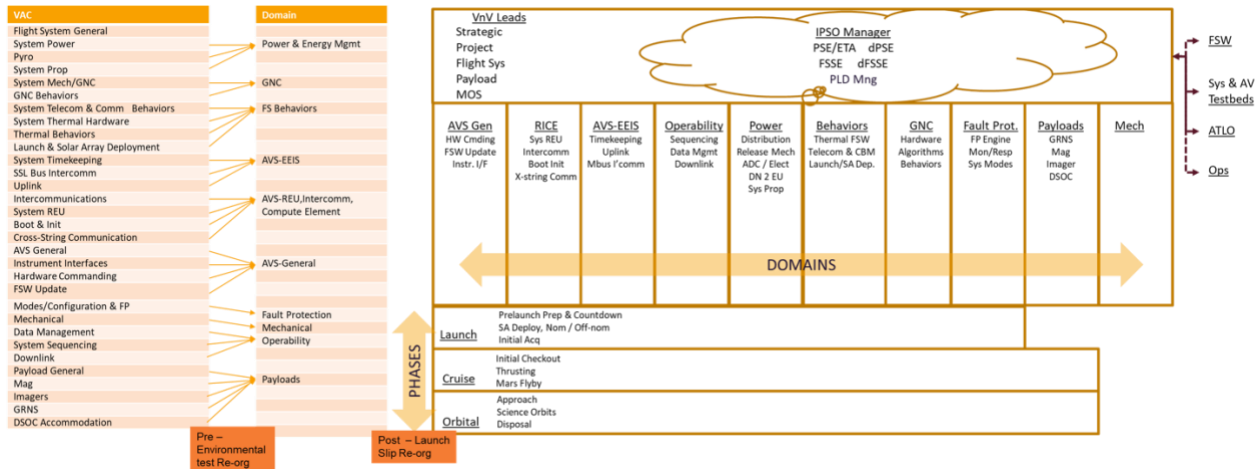 VAC
Flight System General
System Power
Pyro
System Prop
System Mech/GNC
GNC Behaviors
System Telecom & Comm Behaviors
System Thermal Hardware
Thermal Behaviors
Launch & Solar Array Deployment
System Timekeeping
SSL Bus Intercomm
Uplink
Intercommunications
System REU
Boot & Init
Cross-String Communication
AVS General
Instrument Interfaces
Hardware Commanding
FSW Update
Modes/Configuration & FP
Mechanical
Data Management
System Sequencing
Downlink
Payload General
Mag
Imagers
GRNS
DSOC Accommodation
Domain
Power & Energy Mgmt
GNC
FS Behaviors
AVS-EEIS
AVS-REU,Intercomm,
Compute Element
AVS-General
Fault Protection
Mechanical
Operability
Payloads
Pre –
Environmental
test Re-org
VnV Leads
Strategic
Project
Flight Sys
Payload
MOS
IPSO Manager
PSE/ETA dPSE
FSSE dFSSE
PLD Mng
FSW
Sys & AV
Testbeds
ATLO
Ops
AVS Gen
HW Cmding
FSW Update
Instr. I/F
RICE
Sys REU
Intercomm
Boot Init
X-string Comm
AVS-EEIS
Timekeeping
Uplink
Mbus I'comm
Operability
Sequencing
Data Mgmt
Downlink
Power
Distribution
Release Mech
ADC / Elect
DN 2 EU
Sys Prop
Behaviors
Thermal FSW
Telecom & CBM
Launch/SA Dep.
GNC
Hardware
Algorithms
Behaviors
Fault Prot.
FP Engine
Mon/Resp
Sys Modes
Payloads
GRNS
Mag
Imager
DSOC
Mech
DOMAINS
PHASES
Launch
Prelaunch Prep & Countdown
SA Deploy, Nom / Off-nom
Initial Acq
Cruise
Initial Checkout
Thrusting
Mars Flyby
Orbital
Approach
Science Orbits
Disposal
Post – Launch
Slip Re-org